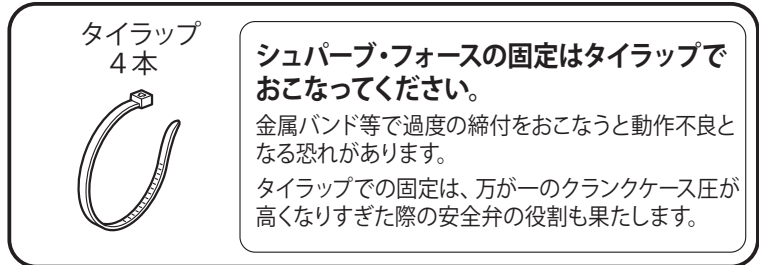 タイラップ
4本
シュパーブ・フォースの固定はタイラップで
おこなってください。
金属バンド等で過度の締付をおこなうと動作不良と
なる恐れがあります。
タイラップでの固定は、万が一のクランクケース圧が
高くなりすぎた際の安全弁の役割も果たします。